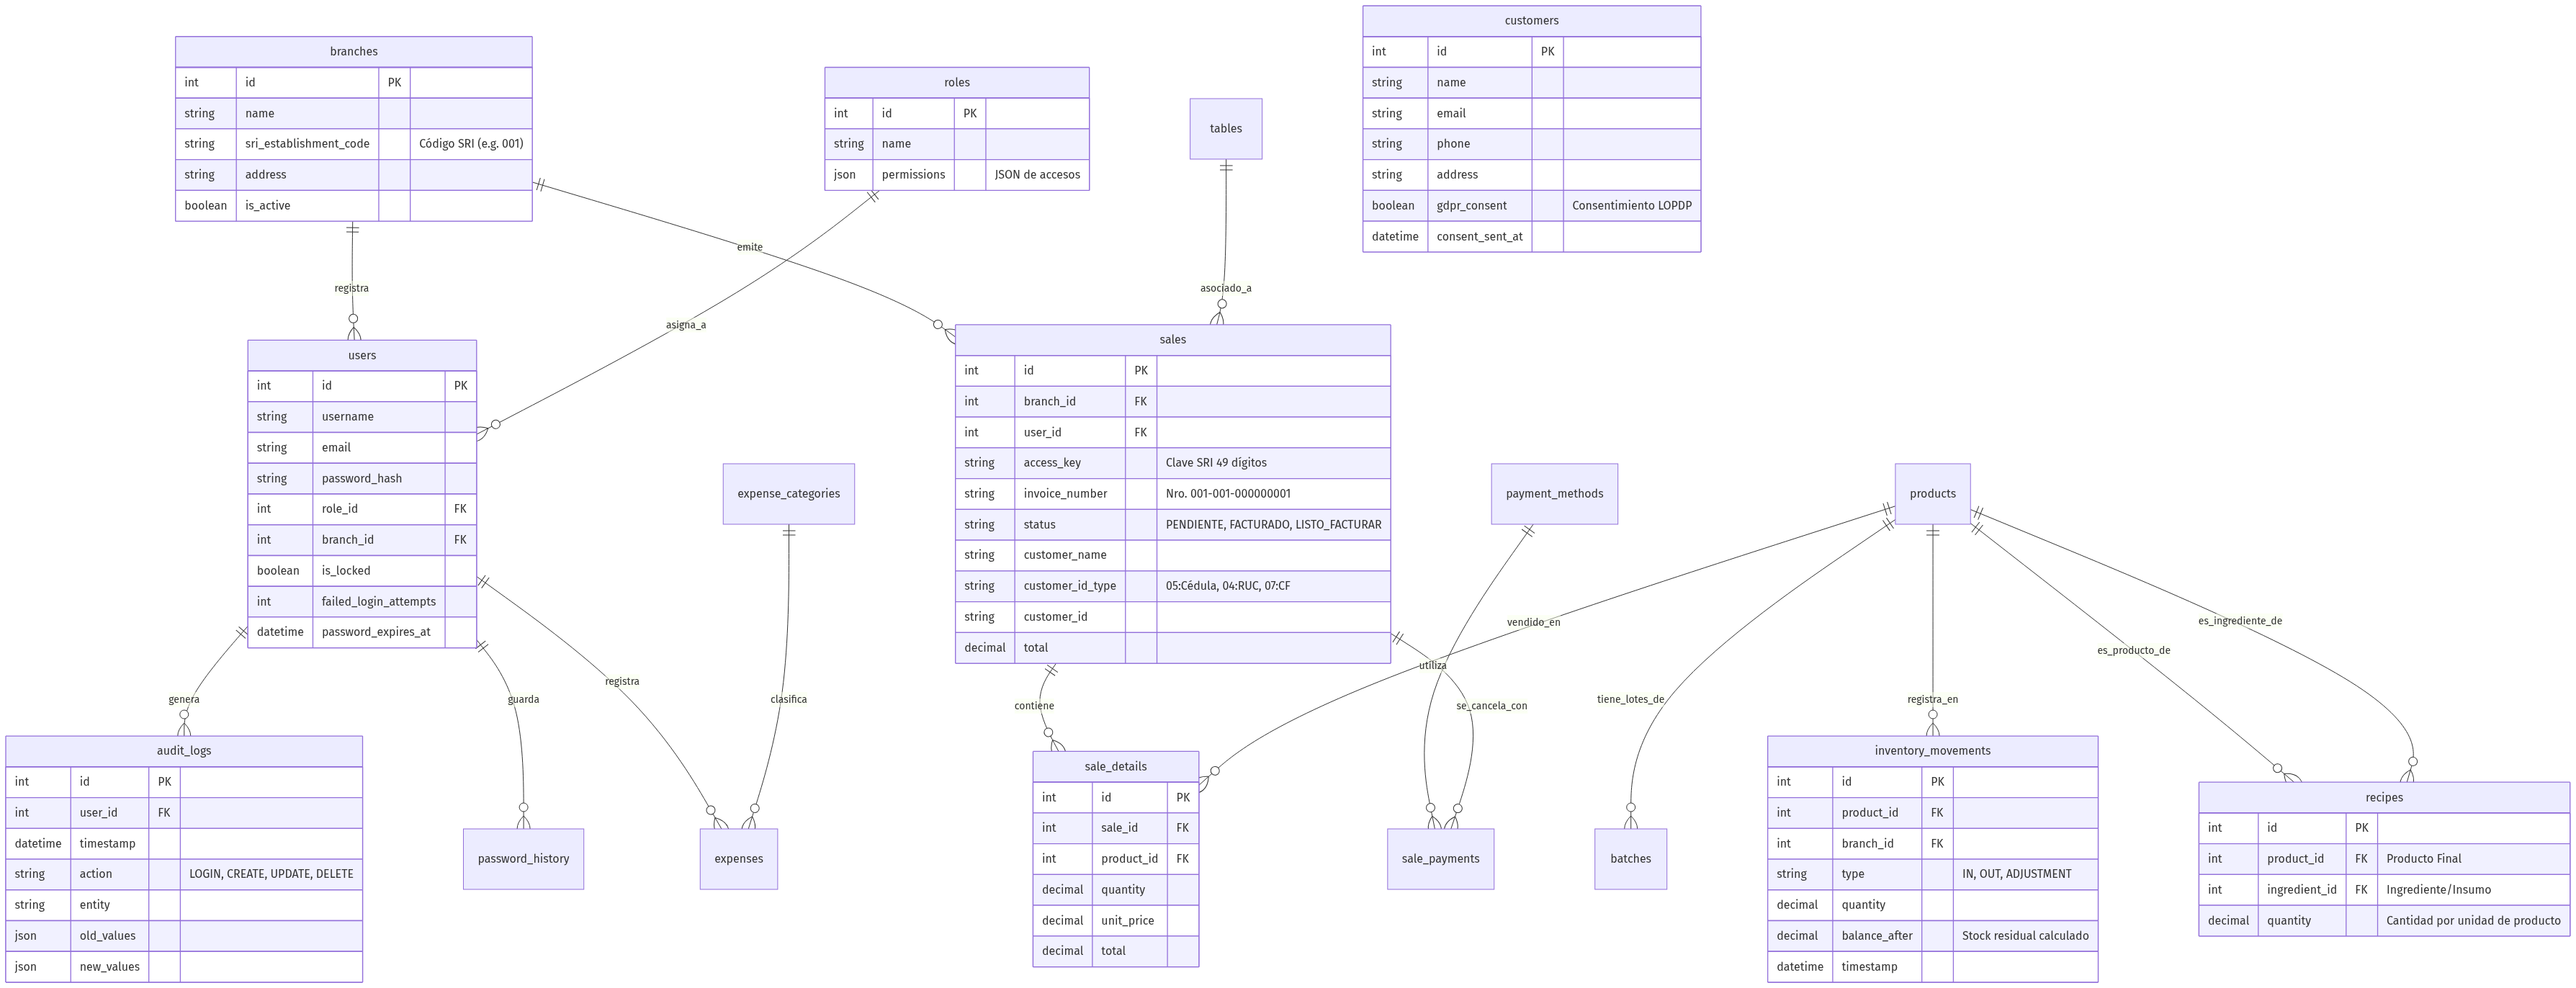 customers
int id PK
string name
string email
string phone
string address
boolean gdpr_consent Consentimiento LOPDP
datetime consent_sent_at
branches
int id PK
string name
string sri_establishment_code Código SRI (e.g. 001)
string address
boolean is_active
roles
int id PK
string name
json permissions JSON de accesos
tables
emite
registra
asociado_a
asigna_a
users
int id PK
string username
string email
string password_hash
int role_id FK
int branch_id FK
boolean is_locked
int failed_login_attempts
datetime password_expires_at
sales
int id PK
int branch_id FK
int user_id FK
string access_key Clave SRI 49 dígitos
string invoice_number Nro. 001-001-000000001
string status PENDIENTE, FACTURADO, LISTO_FACTURAR
string customer_name
string customer_id_type 05:Cédula, 04:RUC, 07:CF
string customer_id
decimal total
expense_categories
payment_methods
products
vendido_en
es_ingrediente_de
es_producto_de
utiliza
registra
genera
guarda
clasifica
contiene
se_cancela_con
tiene_lotes_de
registra_en
audit_logs
int id PK
int user_id FK
datetime timestamp
string action LOGIN, CREATE, UPDATE, DELETE
string entity
json old_values
json new_values
password_history
expenses
sale_details
int id PK
int sale_id FK
int product_id FK
decimal quantity
decimal unit_price
decimal total
sale_payments
batches
inventory_movements
int id PK
int product_id FK
int branch_id FK
string type IN, OUT, ADJUSTMENT
decimal quantity
decimal balance_after Stock residual calculado
datetime timestamp
recipes
int id PK
int product_id FK Producto Final
int ingredient_id FK Ingrediente/Insumo
decimal quantity Cantidad por unidad de producto